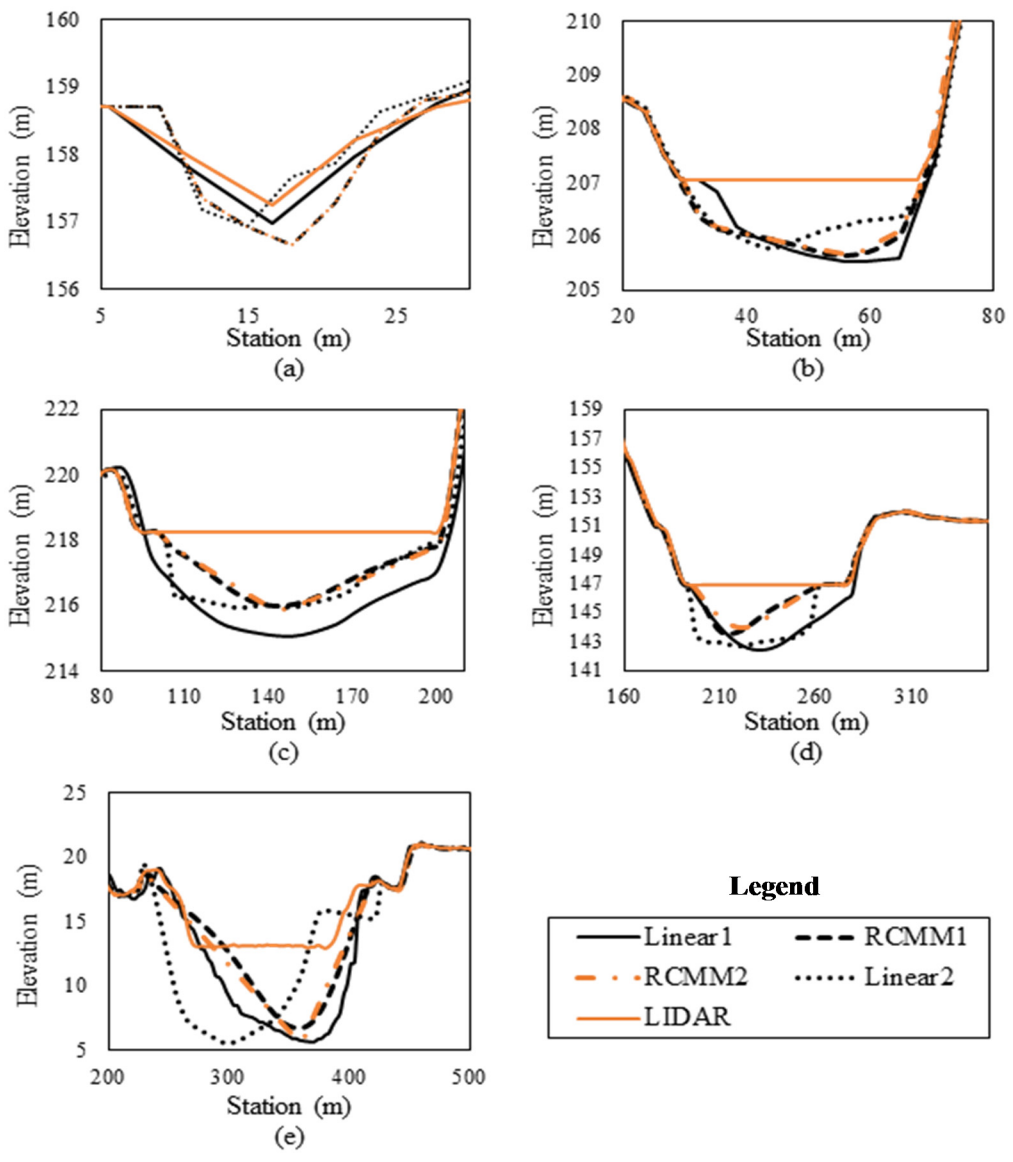 160
159
158
157
156
Elevation (m)
5 15 25
Station (m)
(a)
210
209
208
207
206
205
Elevation (m)
20 40 60 80
Station (m)
(b)
222
220
218
216
214
Elevation (m)
80 110 140 170 200
Station (m)
(c)
159
157
155
153
151
149
147
145
143
141
Elevation (m)
160 210 260 310
Station (m)
(d)
25
20
15
10
5
Elevation (m)
200 300 400 500
Station (m)
(e)
Legend
Linear1 RCMM1
RCMM2 Linear2
LIDAR